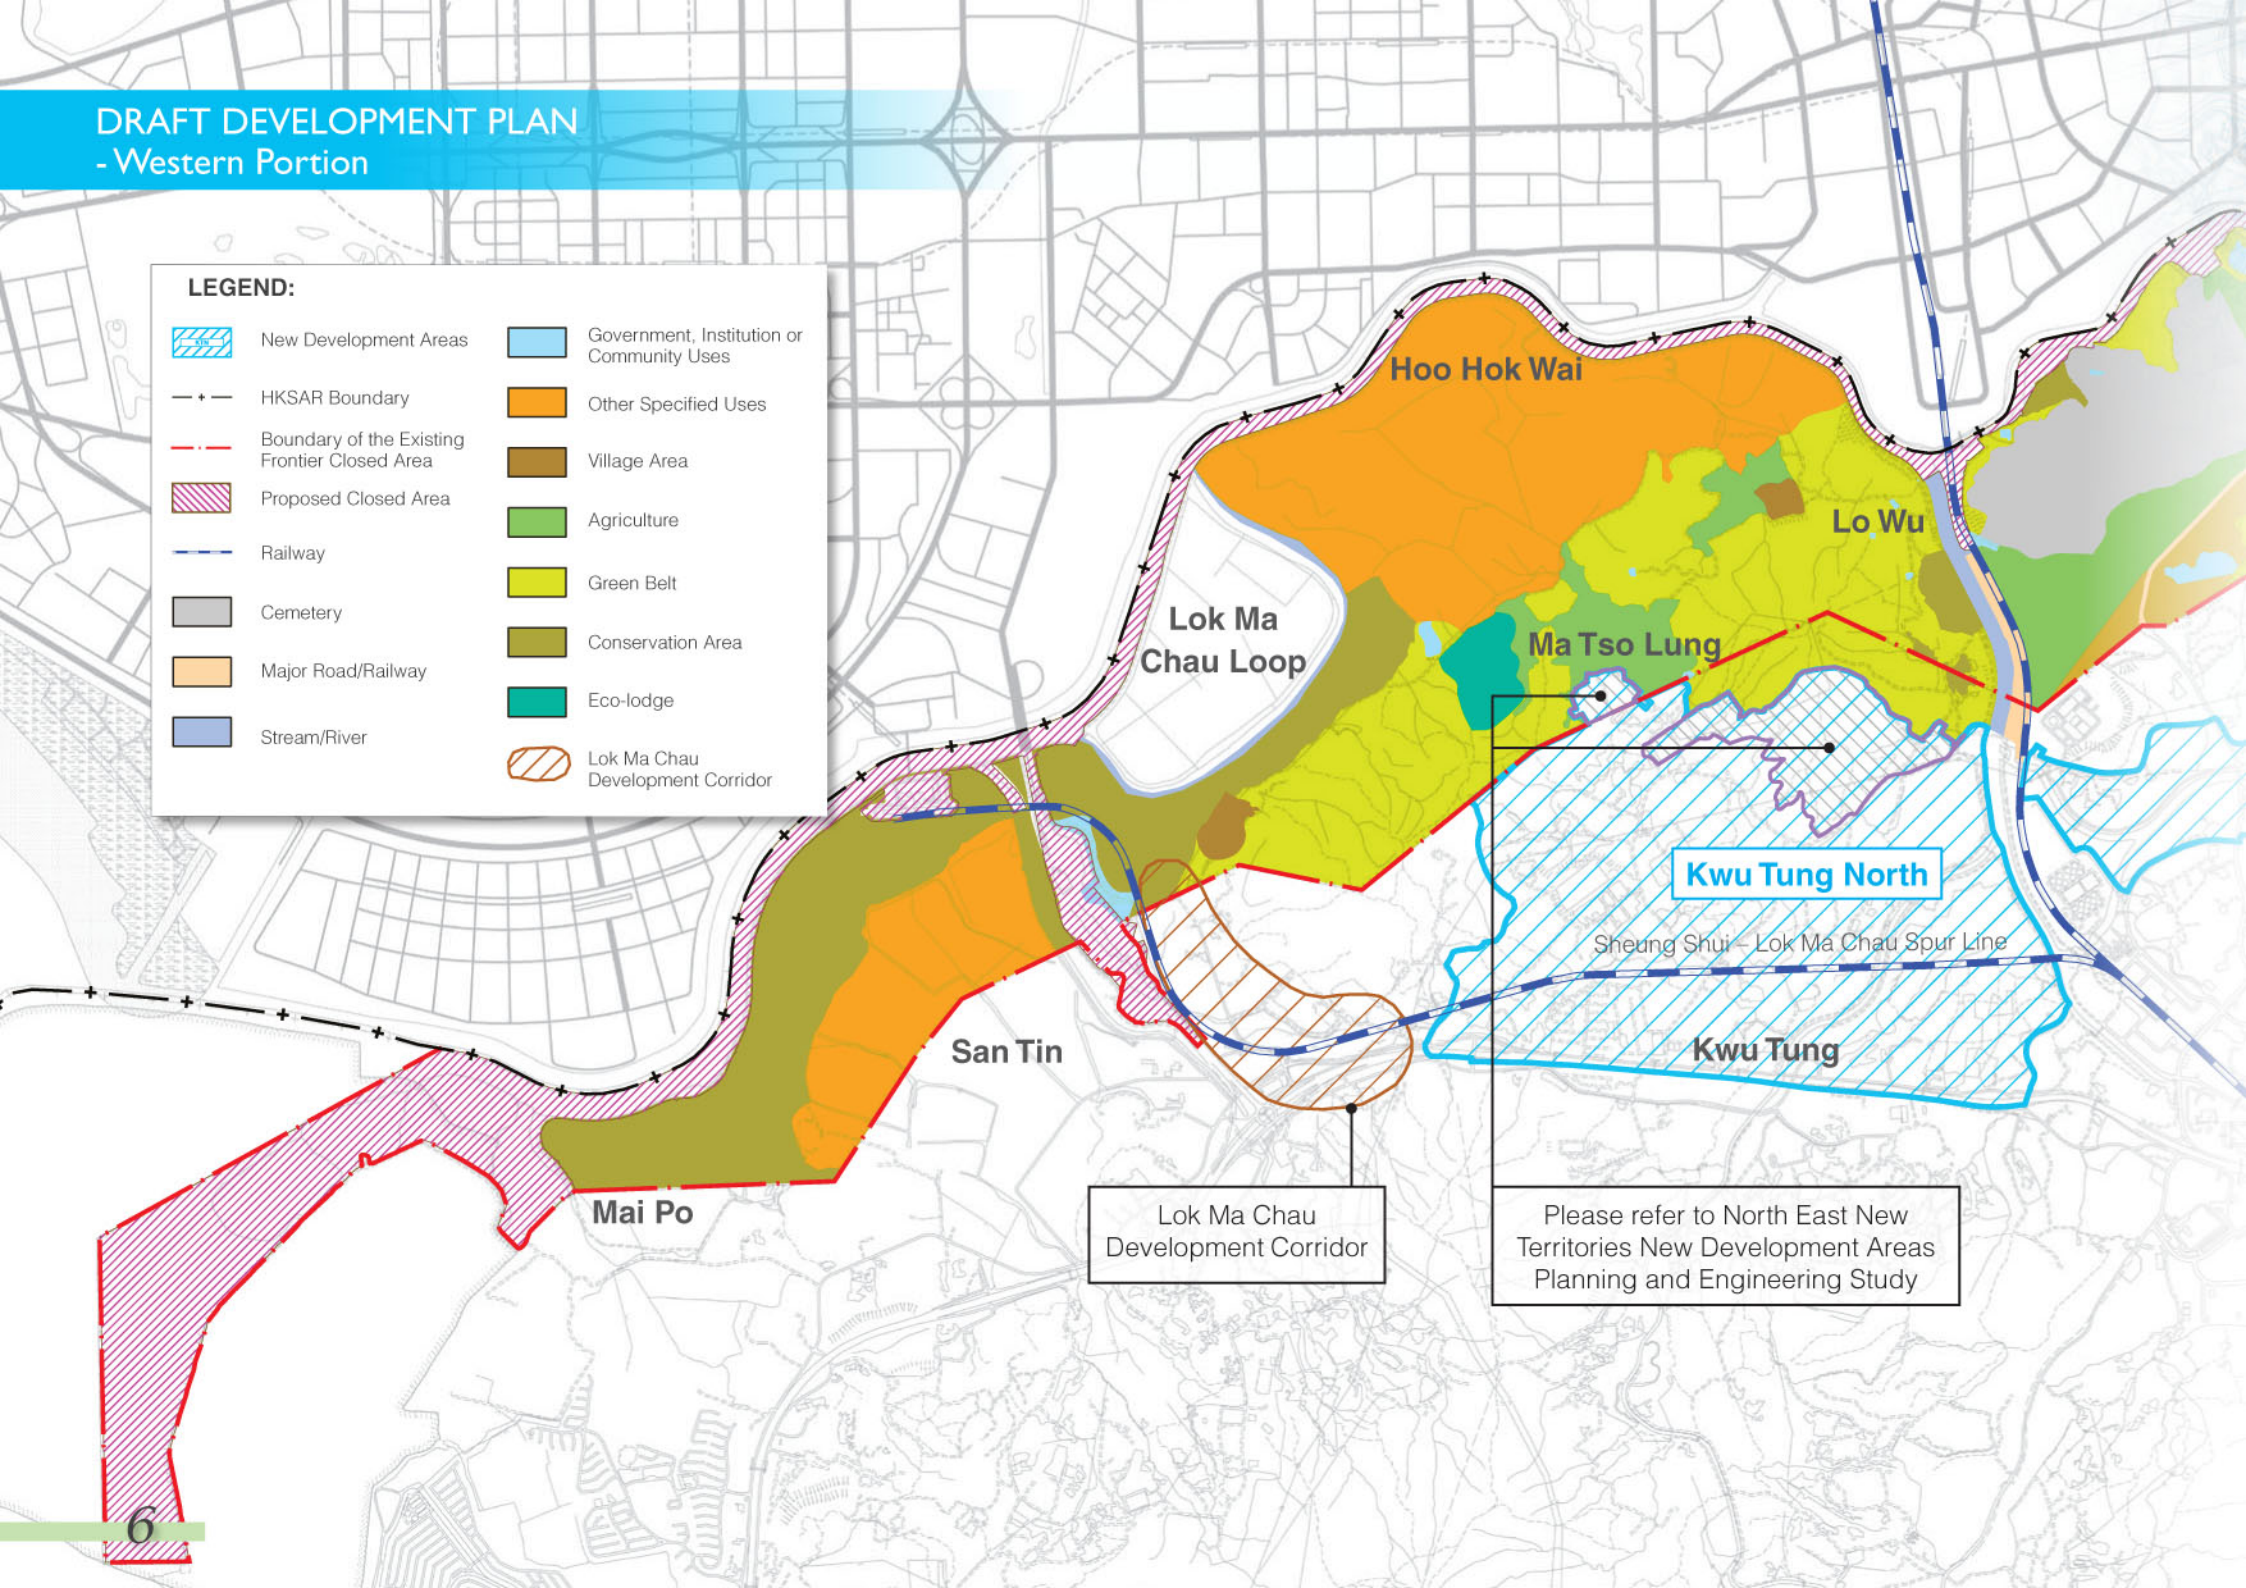 DRAFT DEVELOPMENT PLAN
- Western Portion
LEGEND:
New Development Areas
HKSAR Boundary
Boundary of the Existing
Frontier Closed Area
Proposed Closed Area
Railway
Cemetery
Major Road/Railway
Stream/River
Government, Institution or
Community Uses
Other Specified Uses
Village Area
Agriculture
Green Belt
Conservation Area
Eco-lodge
Lok Ma Chau
Development Corridor
Hoo Hok Wai
Lo Wu
Lok Ma
Chau Loop
Ma Tso Lung
Kwu Tung North
Sheung Shui – Lok Ma Chau Spur Line
San Tin
Kwu Tung
Mai Po
Lok Ma Chau
Development Corridor
Please refer to North East New
Territories New Development Areas
Planning and Engineering Study
6